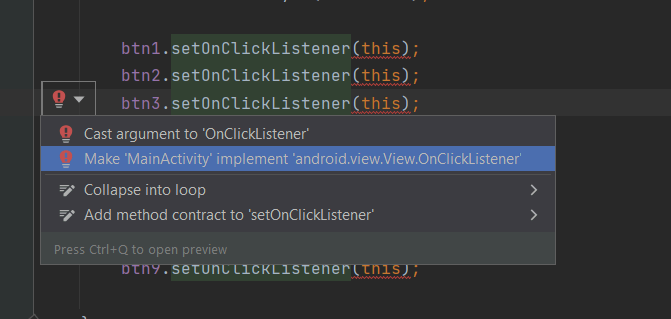 btn1.setOnClickListener(this);
btn2.setOnClickListener(this);
btn3.setOnClickListener(this);
Cast argument to 'OnClickListener'
Make 'MainActivity' implement 'android.view.View.OnClickListener'
Collapse into loop
Add method contract to 'setOnClickListener'
Press Ctrl+Q to open preview
btn9.setOnClickListener(this);